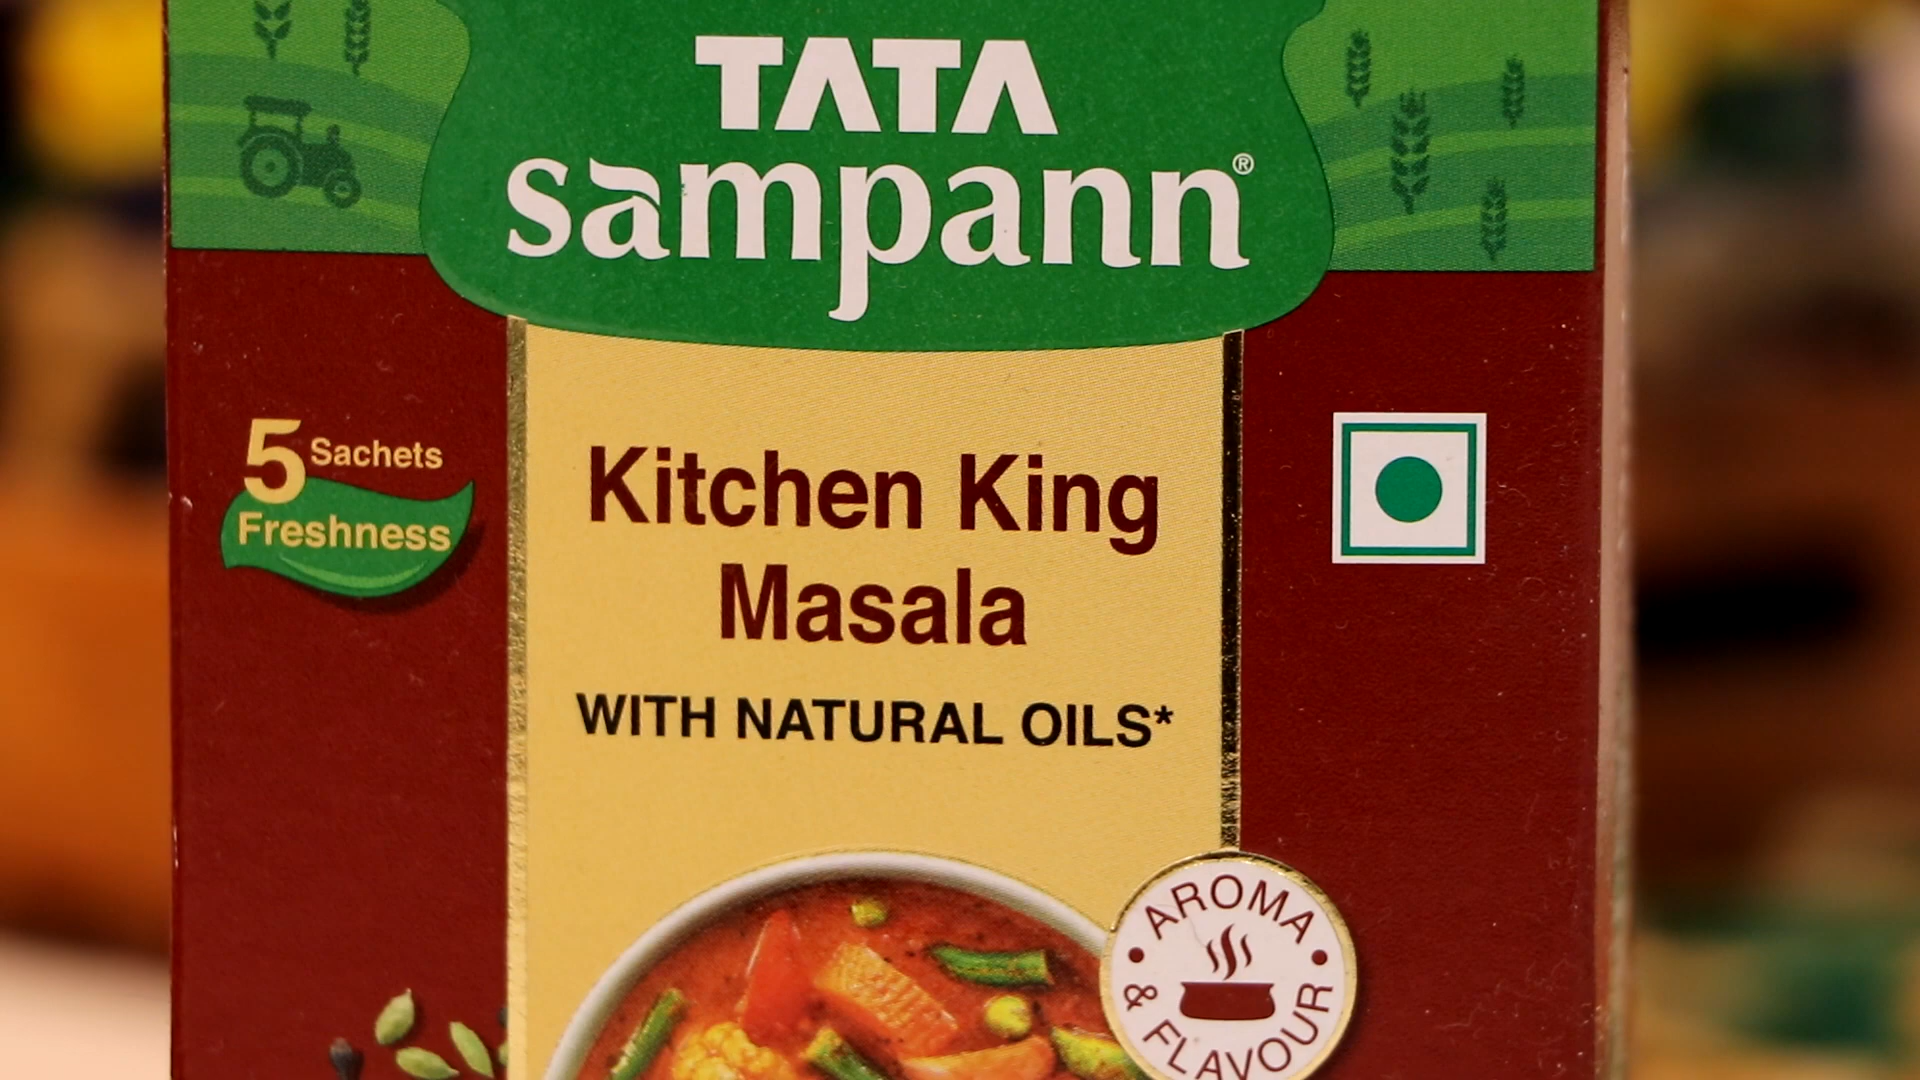 TATA
sampann®
5 Sachets
Freshness
Kitchen King
Masala
WITH NATURAL OILS*
AROMA
& FLAVOUR